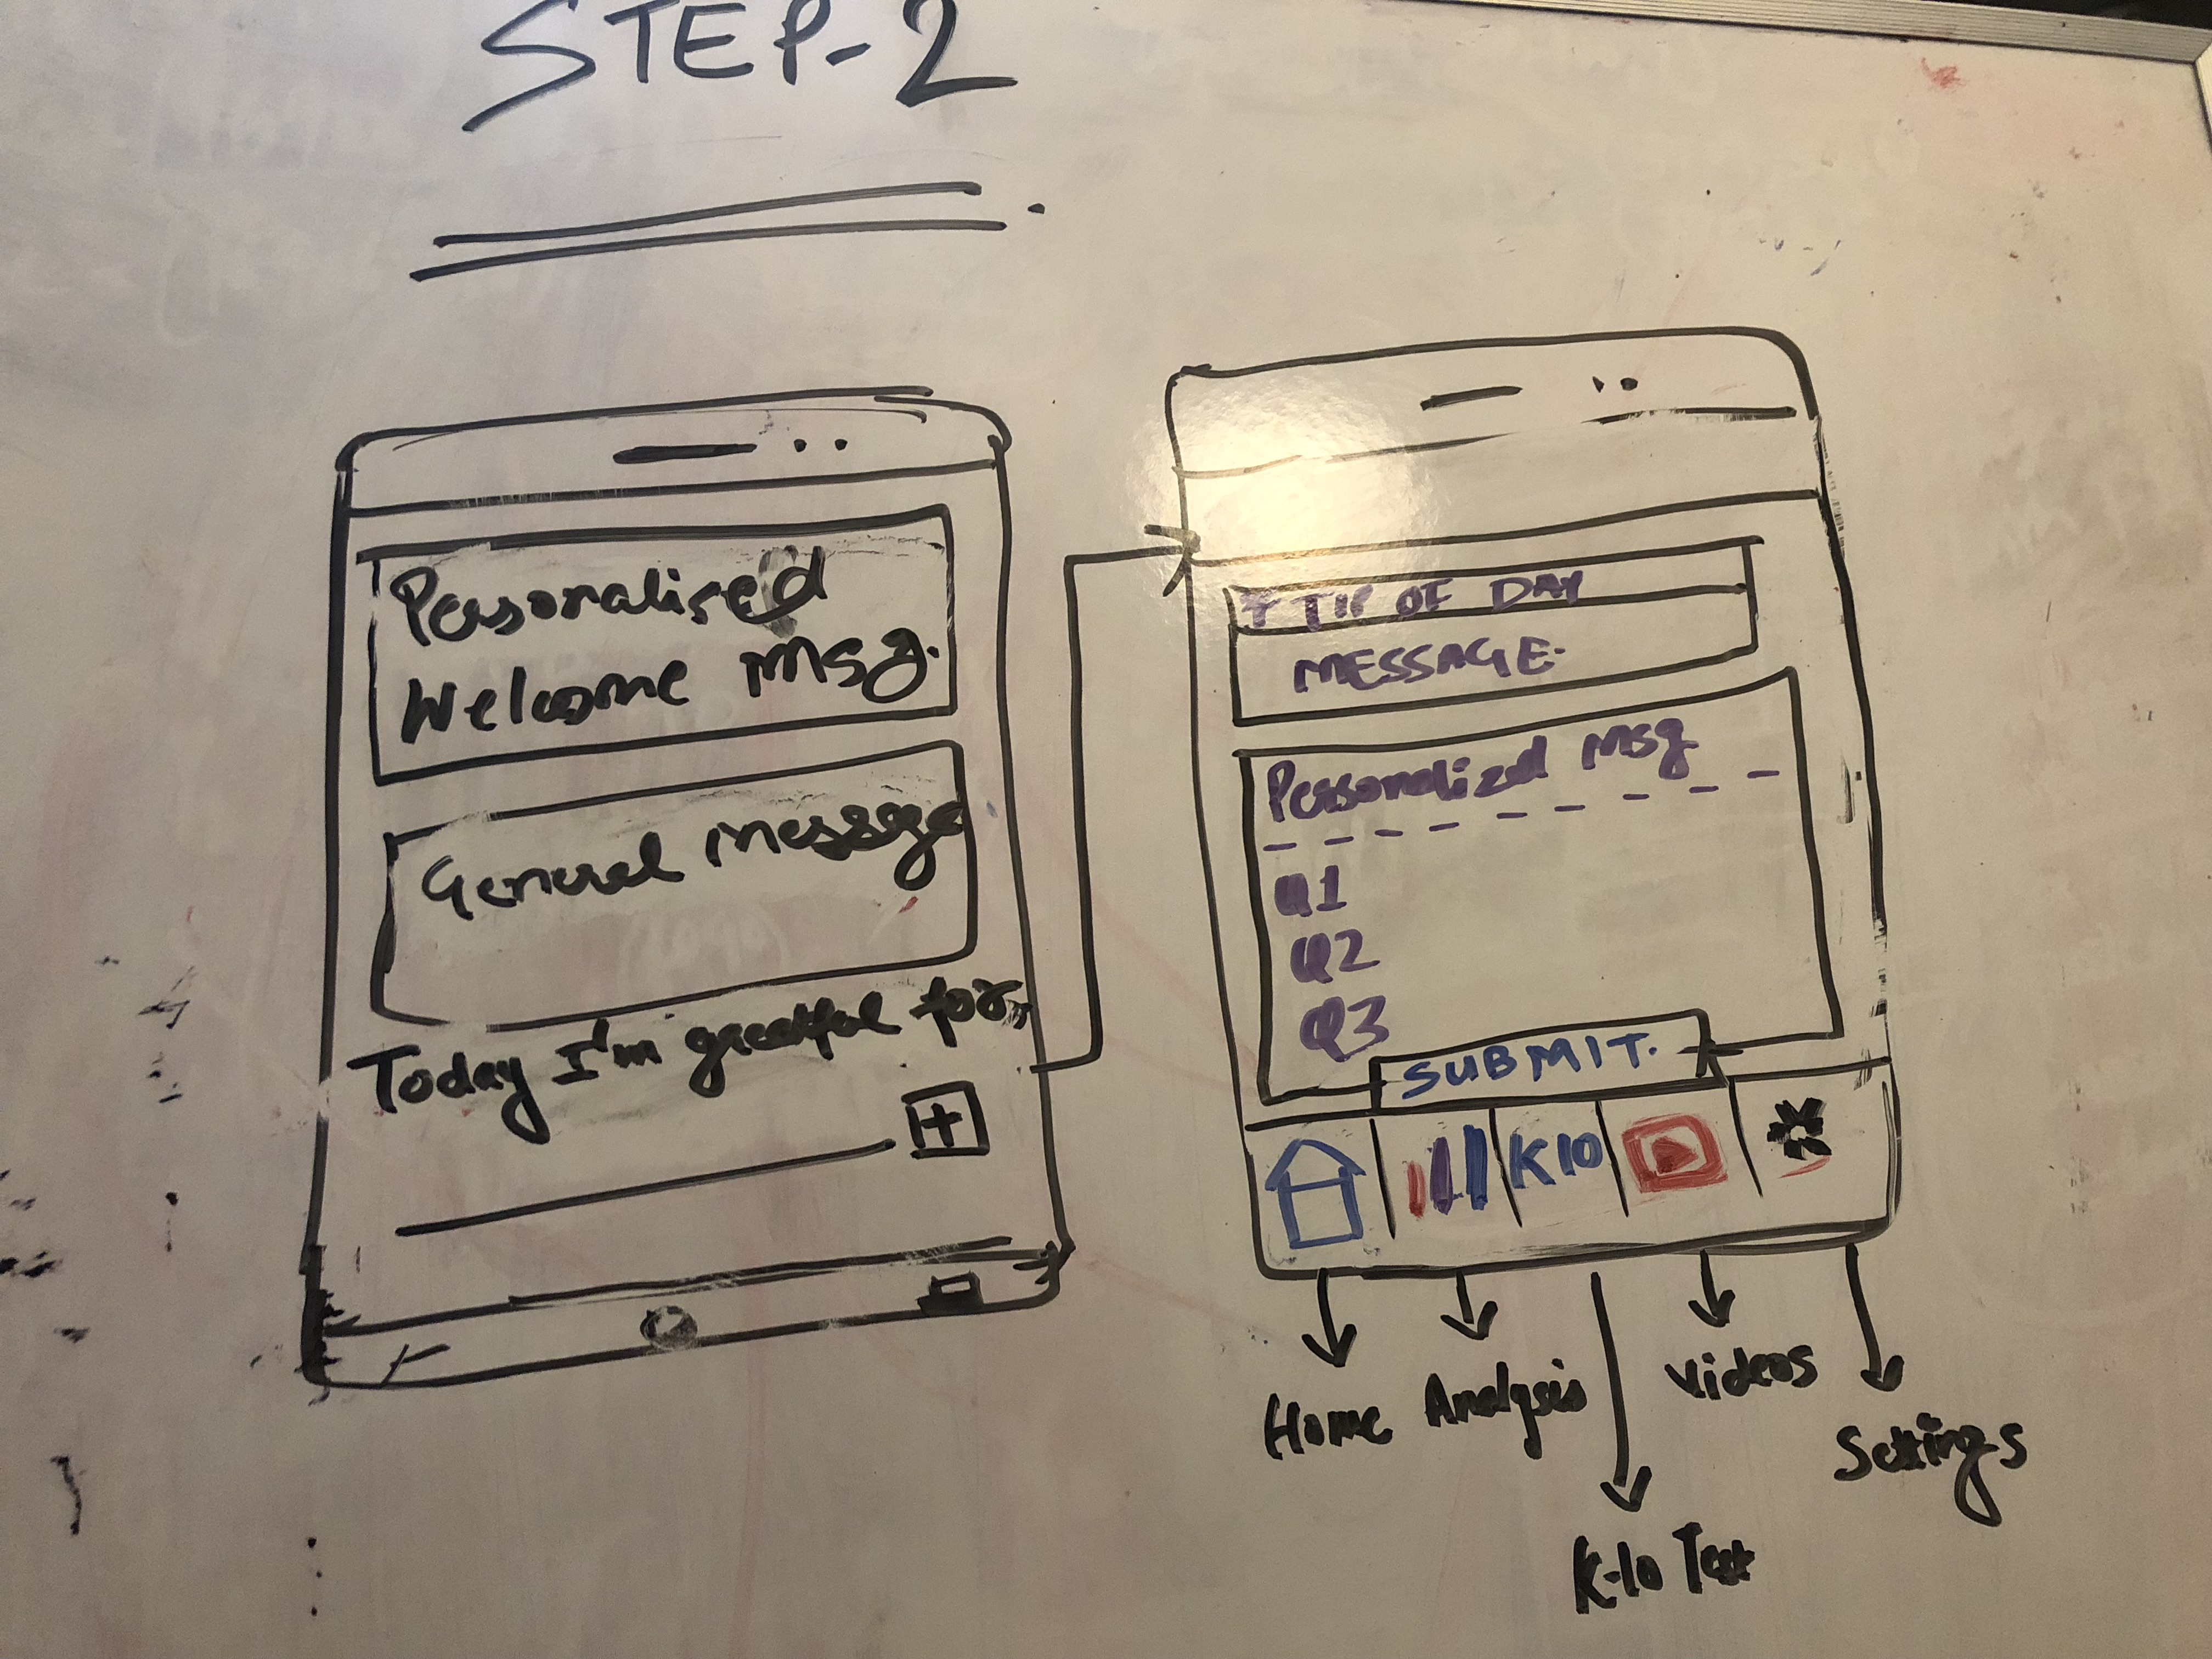 STEP-2
Personalised
Welcome Msg.
General Message
Today I'm greatful for,
+
TIP OF DAY
MESSAGE.
Personalized Msg
Q1
Q2
Q3
SUBMIT.
K10
Home
Analysis
K-10 Test
Videos
Settings